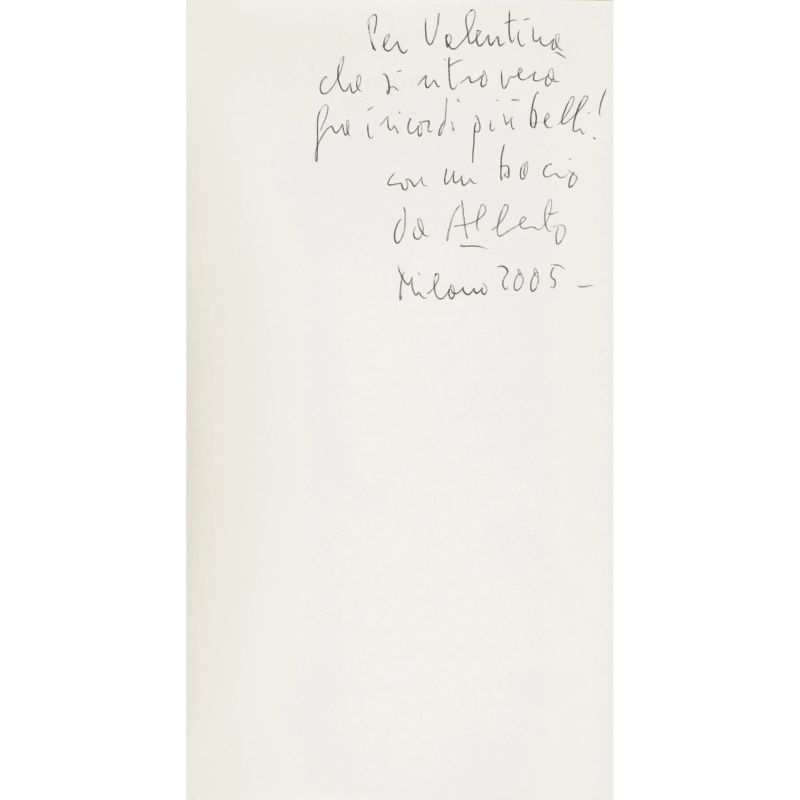 Per Valentina
che si ritroverà
fra i ricordi più belli!
con un bacio
da Alberto
Milano 2005 –